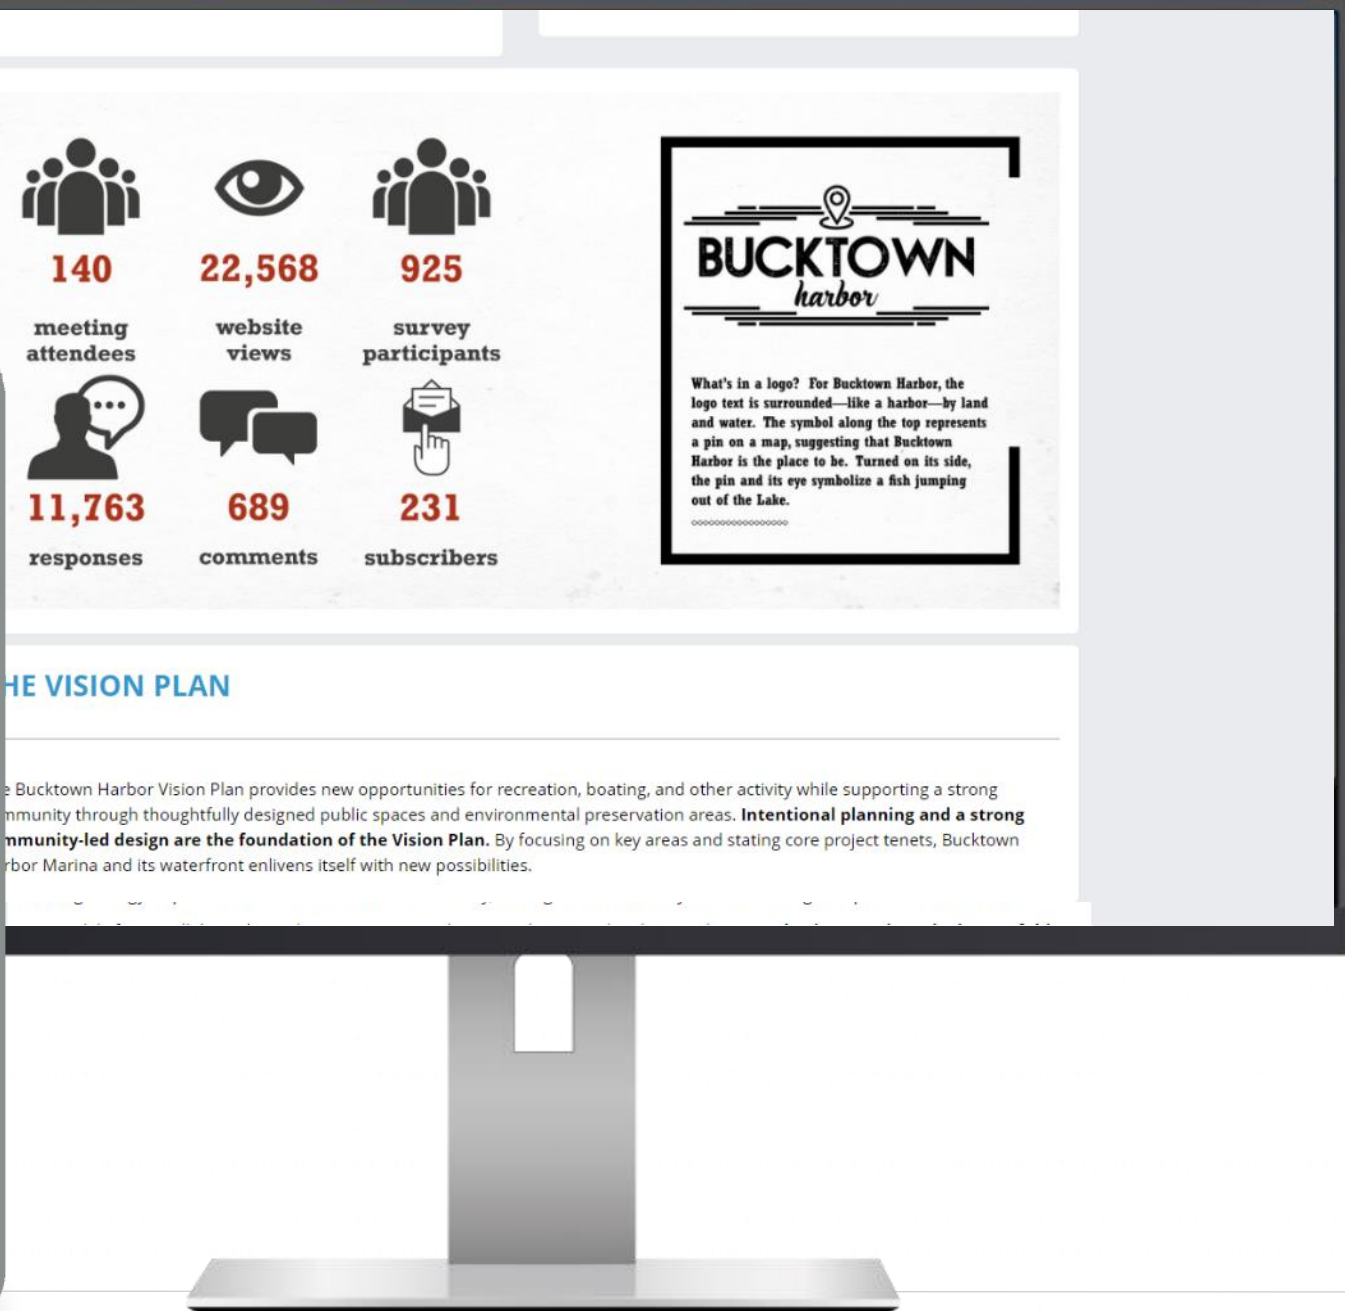 140
22,568
925
meeting
attendees
website
views
survey
participants
11,763
689
231
responses
comments
subscribers
BUCKTOWN
harbor
What's in a logo? For Bucktown Harbor, the
logo text is surrounded—like a harbor—by land
and water. The symbol along the top represents
a pin on a map, suggesting that Bucktown
Harbor is the place to be. Turned on its side,
the pin and its eye symbolize a fish jumping
out of the Lake.
HE VISION PLAN
e Bucktown Harbor Vision Plan provides new opportunities for recreation, boating, and other activity while supporting a strong
mmunity through thoughtfully designed public spaces and environmental preservation areas. Intentional planning and a strong
mmunity-led design are the foundation of the Vision Plan. By focusing on key areas and stating core project tenets, Bucktown
rbor Marina and its waterfront enlivens itself with new possibilities.